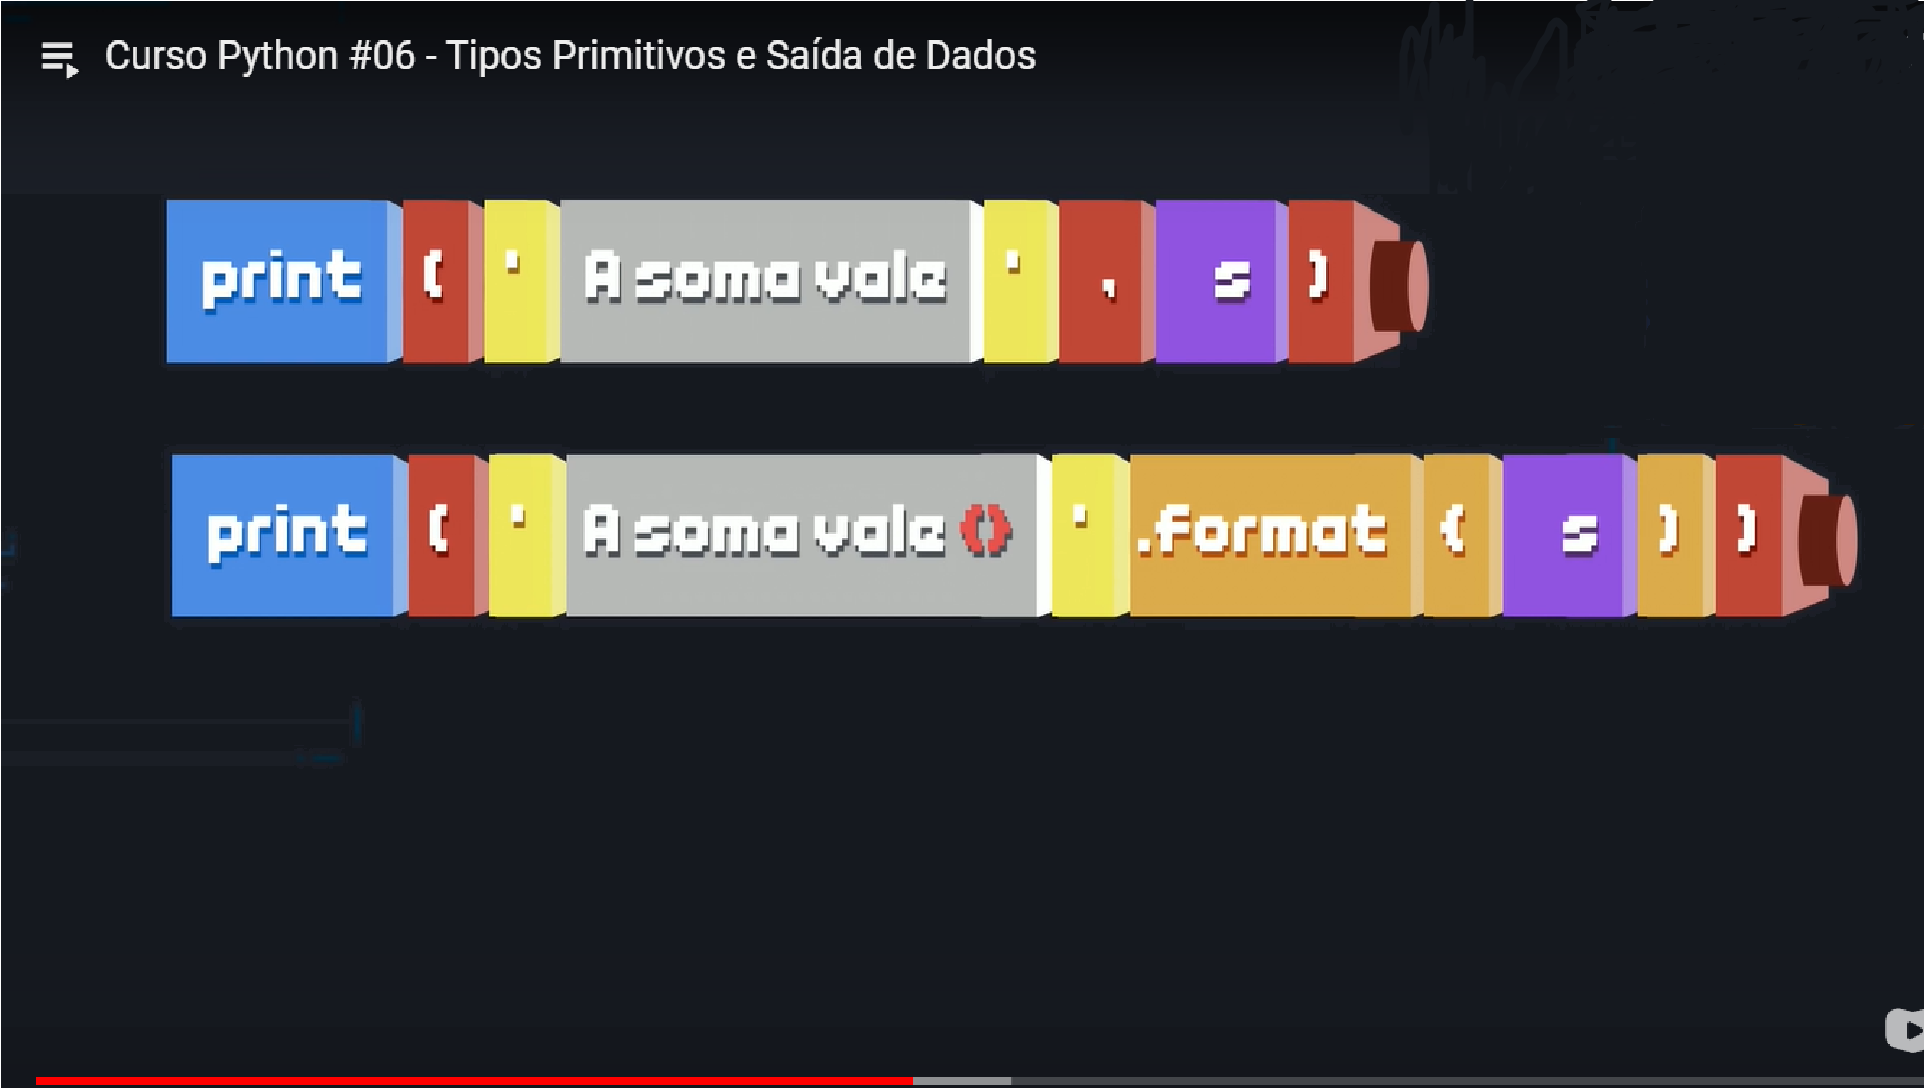 Curso Python #06 - Tipos Primitivos e Saída de Dados
print ( ' A soma vale ' , s )
print ( ' A soma vale {} ' .format ( s ) )